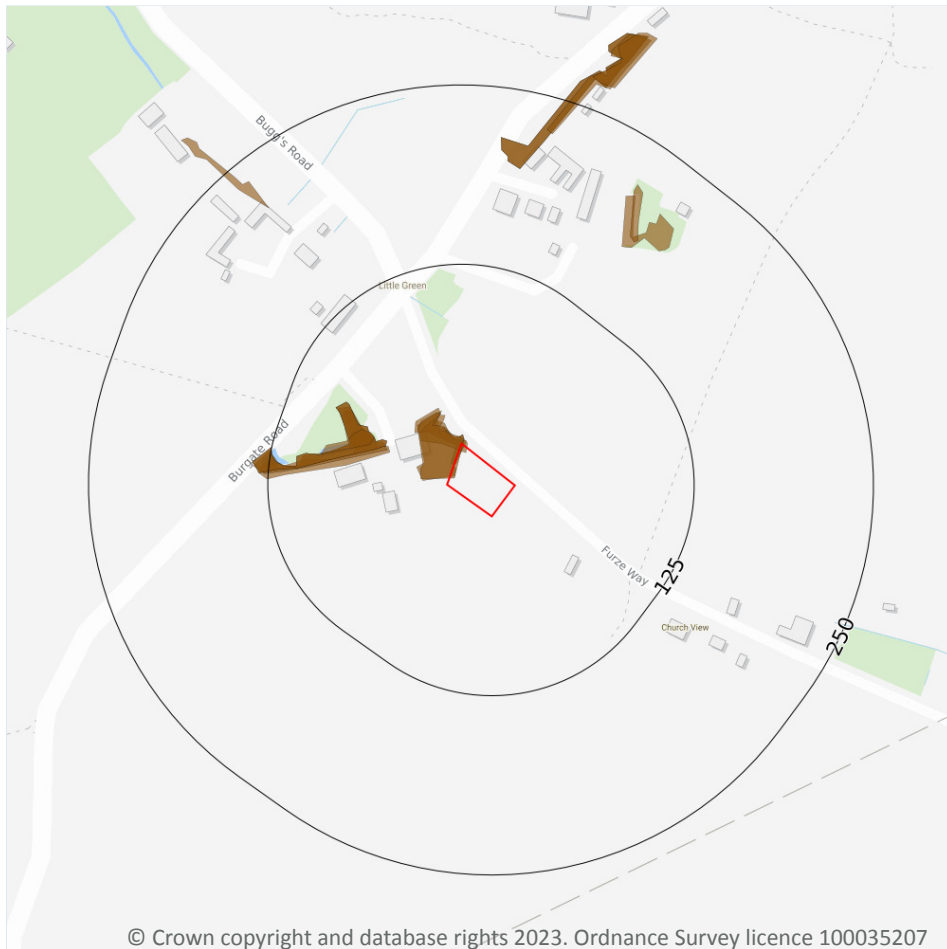 Bugg's Road
Little Green
Burgate Road
Furze Way
125
Church View
250
© Crown copyright and database rights 2023. Ordnance Survey licence 100035207